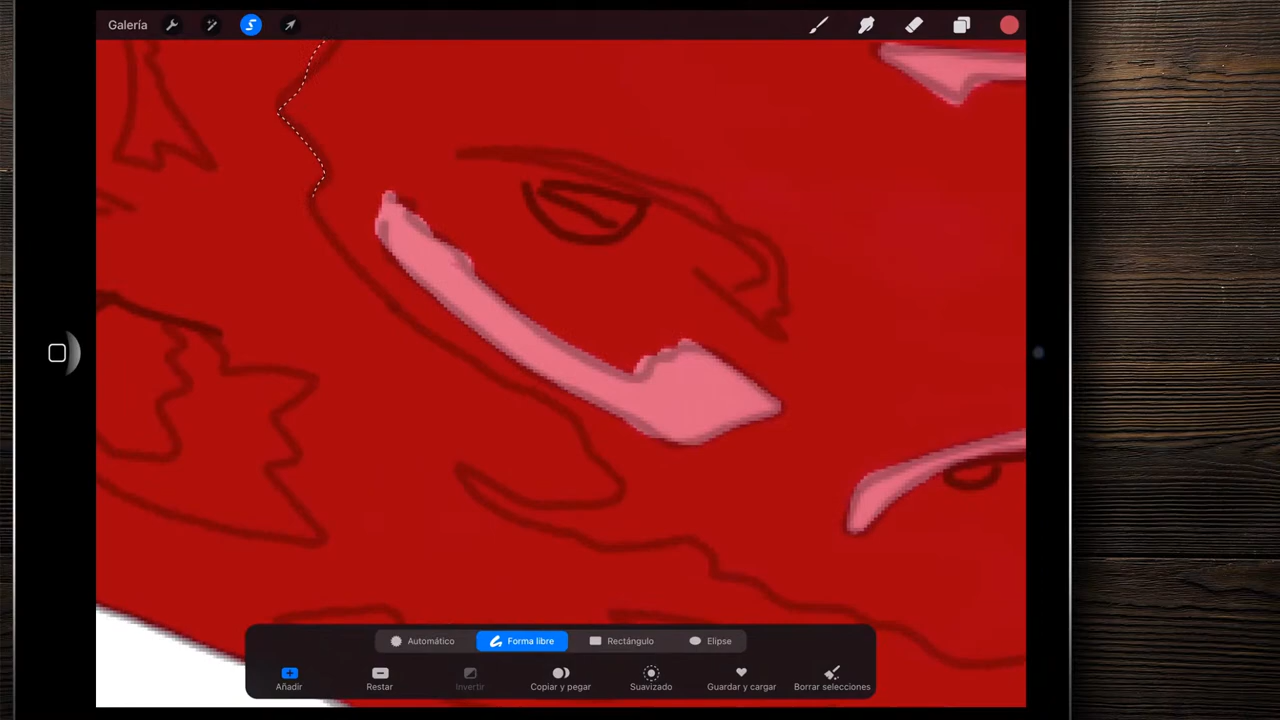 Galería
Automático Forma libre Rectángulo Elipse
Añadir Restar Invertir Copiar y pegar Suavizado Guardar y cargar Borrar selecciones